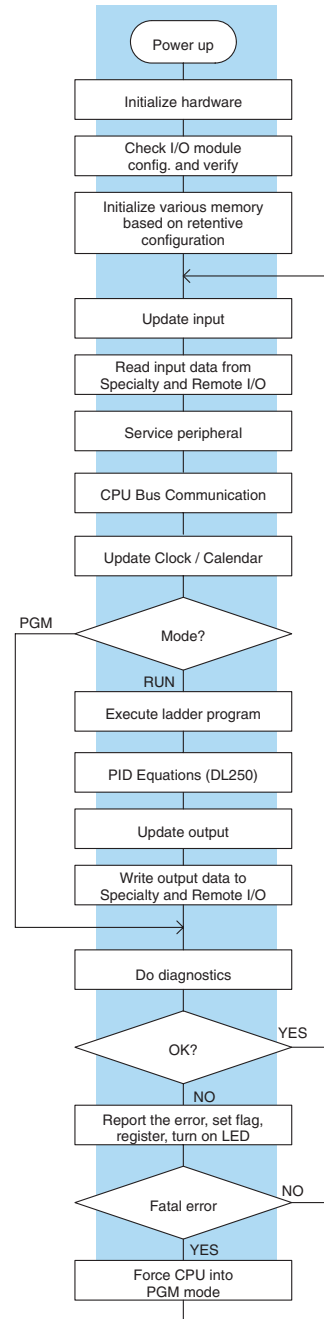 Power up
Initialize hardware
Check I/O module
config. and verify
Initialize various memory
based on retentive
configuration
Update input
Read input data from
Specialty and Remote I/O
Service peripheral
CPU Bus Communication
Update Clock / Calendar
PGM
Mode?
RUN
Execute ladder program
PID Equations (DL250)
Update output
Write output data to
Specialty and Remote I/O
Do diagnostics
OK?
YES
NO
Report the error, set flag,
register, turn on LED
Fatal error
NO
YES
Force CPU into
PGM mode